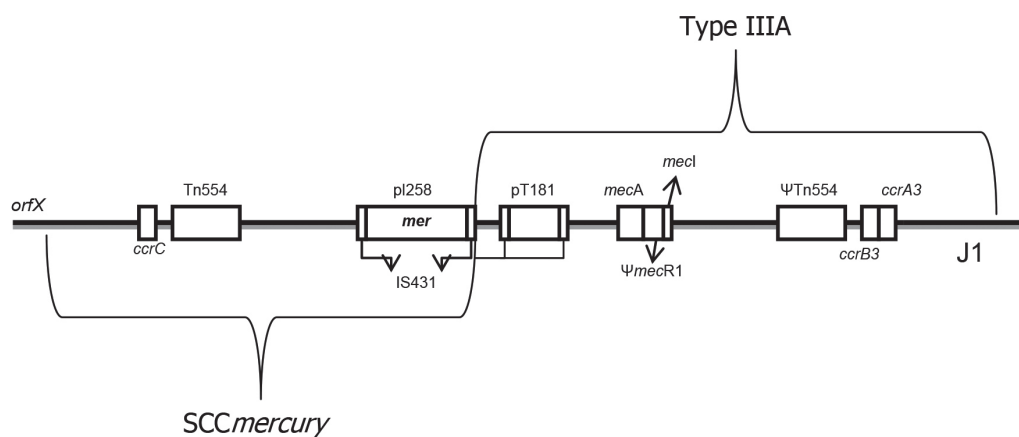 Type IIIA
mecI
Tn554
pI258
pT181
mecA
ΨTn554
ccrA3
orfX
mer
ccrC
IS431
ΨmecR1
ccrB3
J1
SCCmercury